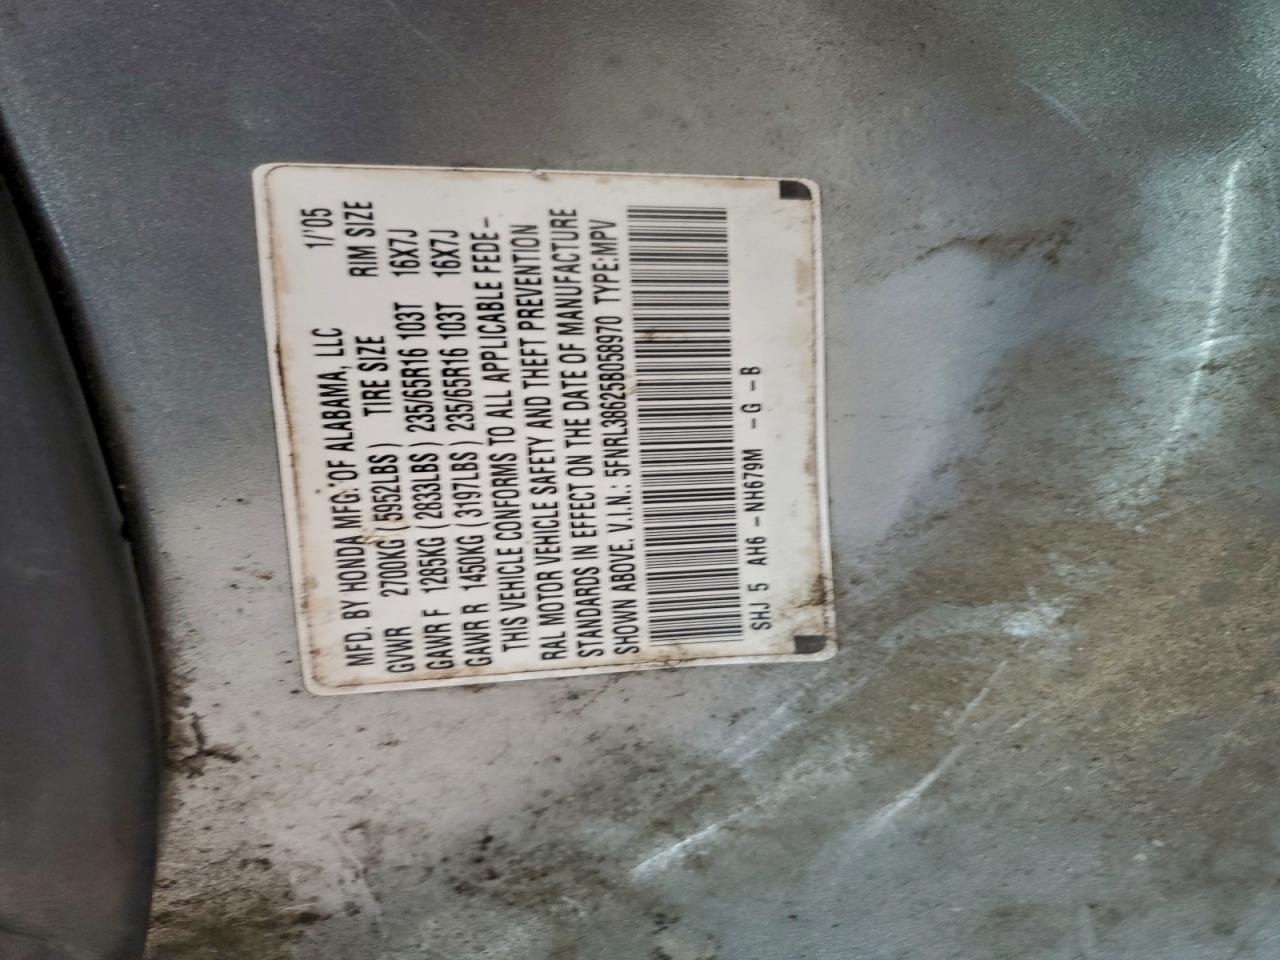 MFD. BY HONDA MFG. OF ALABAMA, LLC 1/'05
GVWR 2700KG (5952LBS) TIRE SIZE RIM SIZE
GAWR F 1285KG (2833LBS) 235/65R16 103T 16X7J
GAWR R 1450KG (3197LBS) 235/65R16 103T 16X7J
THIS VEHICLE CONFORMS TO ALL APPLICABLE FEDE-
RAL MOTOR VEHICLE SAFETY AND THEFT PREVENTION
STANDARDS IN EFFECT ON THE DATE OF MANUFACTURE
SHOWN ABOVE. V.I.N.: 5FNRL38625B058970 TYPE:MPV
SHJ 5 AH6 -NH679M -G -B